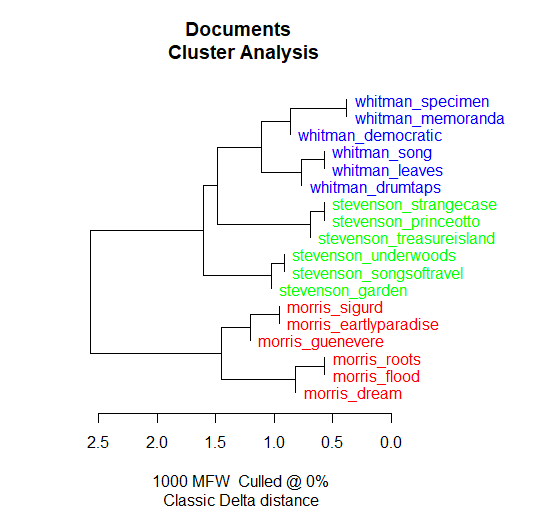 Documents
Cluster Analysis
whitman_specimen
whitman_memoranda
whitman_democratic
whitman_song
whitman_leaves
whitman_drumtaps
stevenson_strangecase
stevenson_princeotto
stevenson_treasureisland
stevenson_underwoods
stevenson_songsoftravel
stevenson_garden
morris_sigurd
morris_eartlyparadise
morris_guenevere
morris_roots
morris_flood
morris_dream
2.5 2.0 1.5 1.0 0.5 0.0
1000 MFW Culled @ 0%
Classic Delta distance